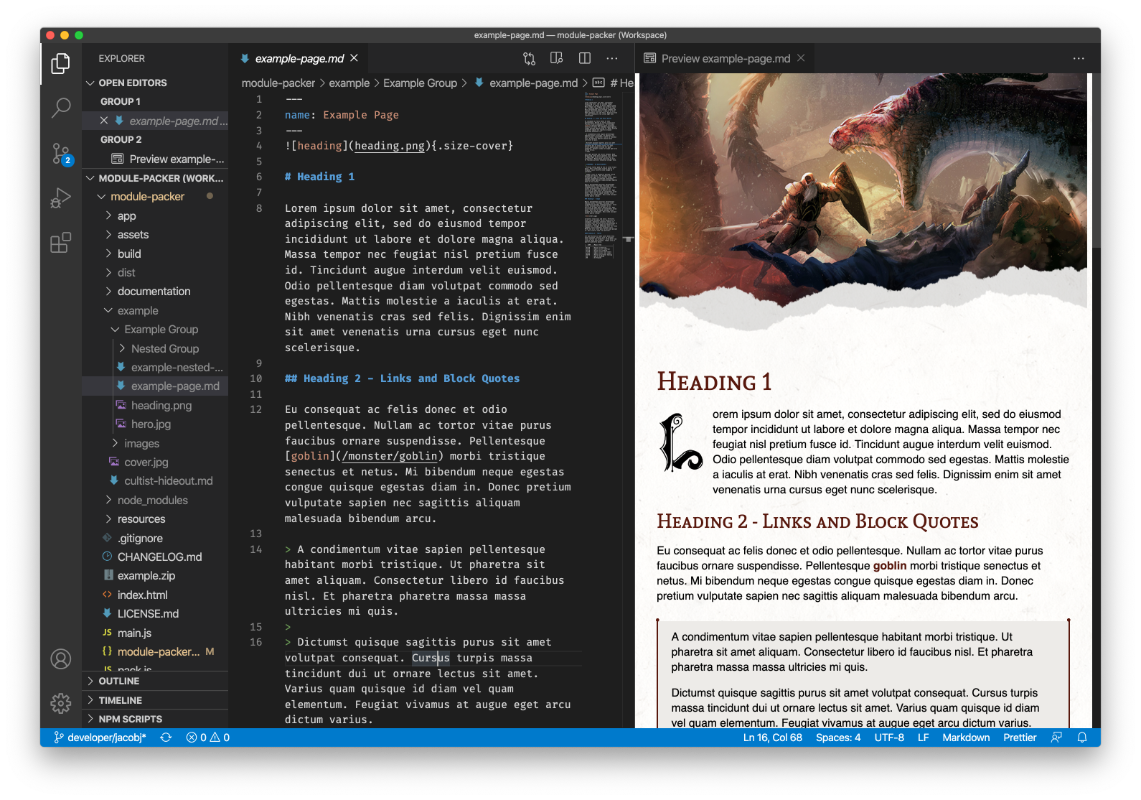 example-page.md — module-packer (Workspace)
EXPLORER
OPEN EDITORS
GROUP 1
example-page.md ...
GROUP 2
Preview example-...
MODULE-PACKER (WORK...
module-packer
app
assets
build
dist
documentation
example
Example Group
Nested Group
example-nested-...
example-page.md
heading.png
hero.jpg
images
cover.jpg
cultist-hideout.md
node_modules
resources
.gitignore
CHANGELOG.md
example.zip
index.html
LICENSE.md
JS main.js
{ } module-packer... M
JS pack.js
OUTLINE
TIMELINE
NPM SCRIPTS
2
example-page.md
module-packer > example > Example Group > example-page.md > # He
1 ---
2 name: Example Page
3 ---
4 ![heading](heading.png){.size-cover}
5
6 # Heading 1
7
8 Lorem ipsum dolor sit amet, consectetur
adipiscing elit, sed do eiusmod tempor
incididunt ut labore et dolore magna aliqua.
Massa tempor nec feugiat nisl pretium fusce
id. Tincidunt augue interdum velit euismod.
Odio pellentesque diam volutpat commodo sed
egestas. Mattis molestie a iaculis at erat.
Nibh venenatis cras sed felis. Dignissim enim
sit amet venenatis urna cursus eget nunc
scelerisque.
9
10 ## Heading 2 - Links and Block Quotes
11
12 Eu consequat ac felis donec et odio
pellentesque. Nullam ac tortor vitae purus
faucibus ornare suspendisse. Pellentesque
[goblin](/monster/goblin) morbi tristique
senectus et netus. Mi bibendum neque egestas
congue quisque egestas diam in. Donec pretium
vulputate sapien nec sagittis aliquam
malesuada bibendum arcu.
13
14 > A condimentum vitae sapien pellentesque
habitant morbi tristique. Ut pharetra sit
amet aliquam. Consectetur libero id faucibus
nisl. Et pharetra pharetra massa massa
ultricies mi quis.
15 >
16 > Dictumst quisque sagittis purus sit amet
volutpat consequat. Cursus turpis massa
tincidunt dui ut ornare lectus sit amet.
Varius quam quisque id diam vel quam
elementum. Feugiat vivamus at augue eget arcu
dictum varius.
Preview example-page.md
Heading 1
Lorem ipsum dolor sit amet, consectetur adipiscing elit, sed do eiusmod
tempor incididunt ut labore et dolore magna aliqua. Massa tempor nec
feugiat nisl pretium fusce id. Tincidunt augue interdum velit euismod.
Odio pellentesque diam volutpat commodo sed egestas. Mattis molestie
a iaculis at erat. Nibh venenatis cras sed felis. Dignissim enim sit amet
venenatis urna cursus eget nunc scelerisque.
Heading 2 - Links and Block Quotes
Eu consequat ac felis donec et odio pellentesque. Nullam ac tortor vitae purus
faucibus ornare suspendisse. Pellentesque goblin morbi tristique senectus et
netus. Mi bibendum neque egestas congue quisque egestas diam in. Donec
pretium vulputate sapien nec sagittis aliquam malesuada bibendum arcu.
A condimentum vitae sapien pellentesque habitant morbi tristique. Ut
pharetra sit amet aliquam. Consectetur libero id faucibus nisl. Et pharetra
pharetra massa massa ultricies mi quis.
Dictumst quisque sagittis purus sit amet volutpat consequat. Cursus turpis
massa tincidunt dui ut ornare lectus sit amet. Varius quam quisque id diam
vel quam elementum. Feugiat vivamus at augue eget arcu dictum varius.
developer/jacobj* 0 0 Ln 16, Col 68 Spaces: 4 UTF-8 LF Markdown Prettier